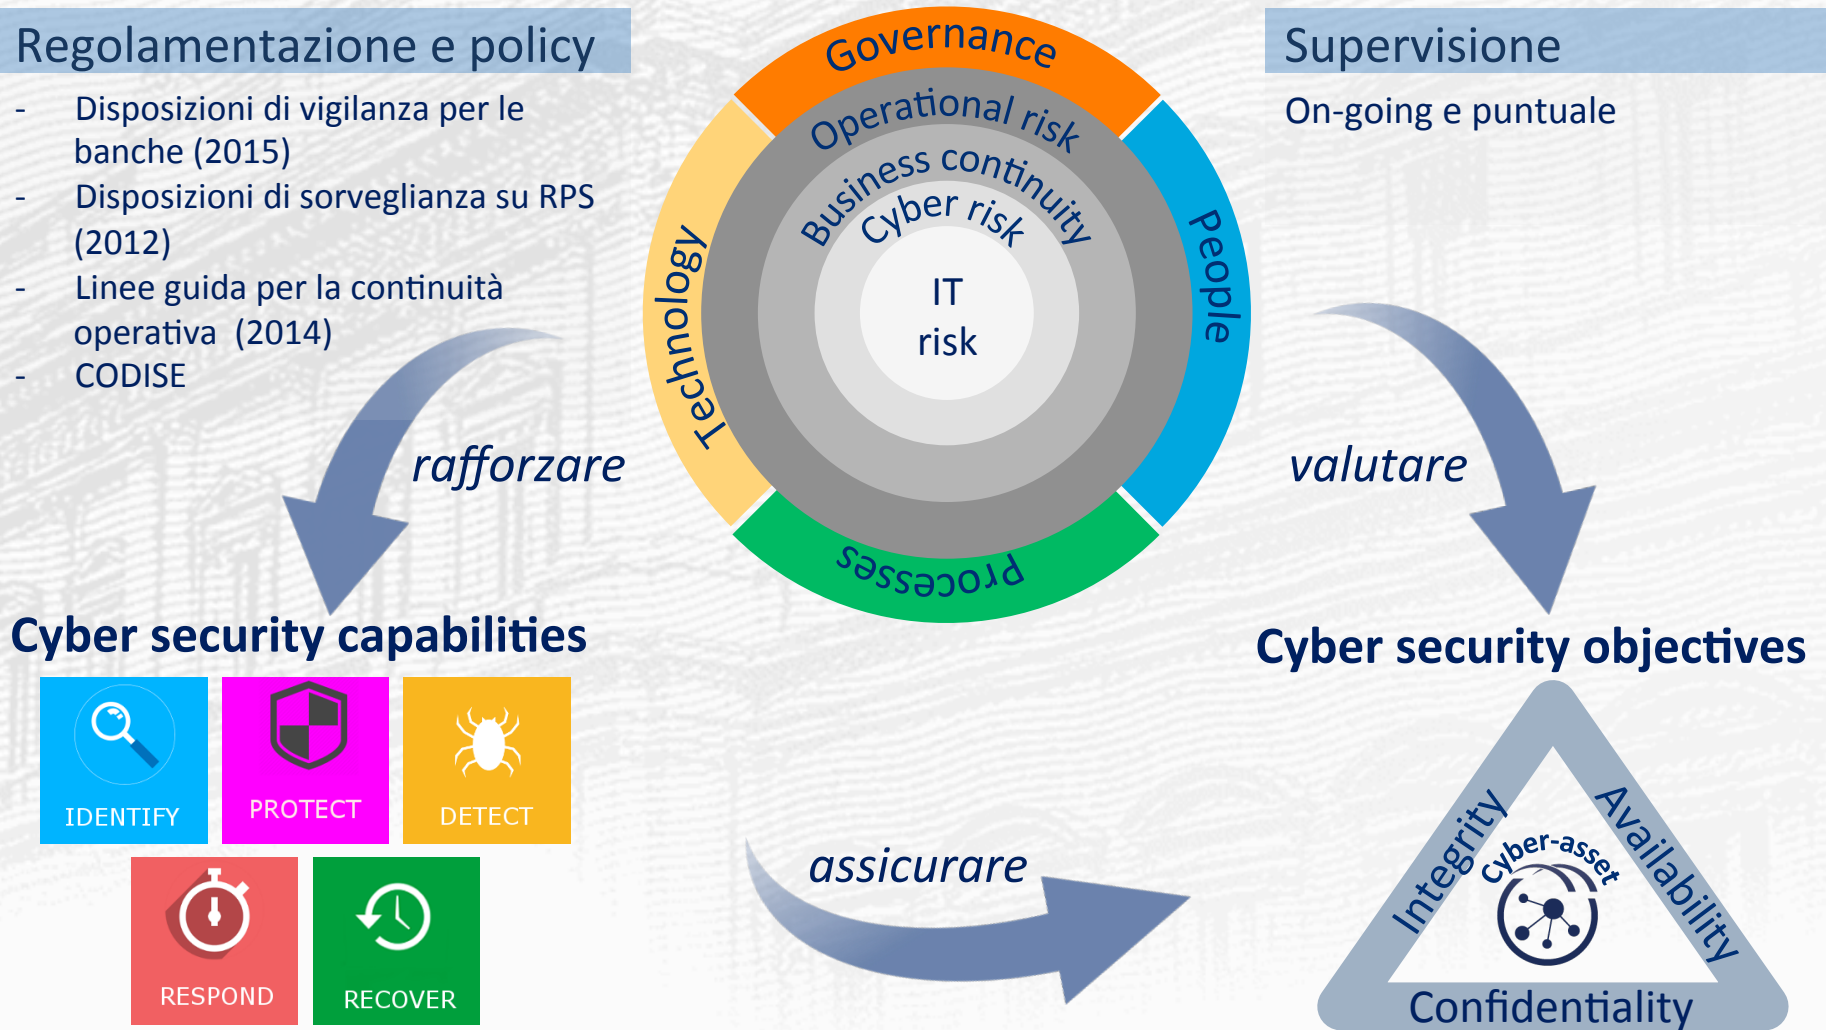 Regolamentazione e policy
- Disposizioni di vigilanza per le
banche (2015)
- Disposizioni di sorveglianza su RPS
(2012)
- Linee guida per la continuità
operativa (2014)
- CODISE
Governance
Operational risk
Business continuity
Cyber risk
IT
risk
Technology
People
Processes
Supervisione
On-going e puntuale
rafforzare
valutare
Cyber security capabilities
IDENTIFY
PROTECT
DETECT
RESPOND
RECOVER
assicurare
Cyber security objectives
Integrity
Cyber-asset
Availability
Confidentiality